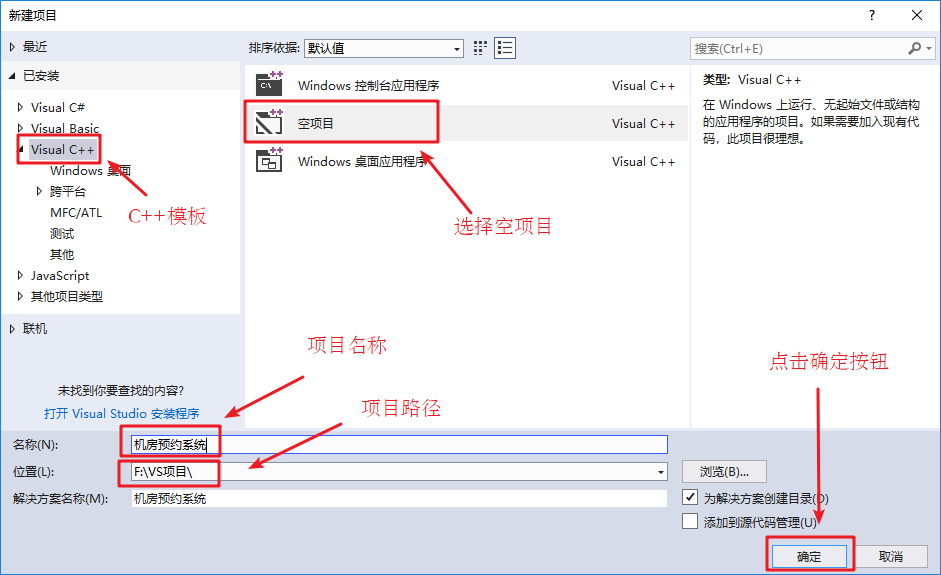 新建项目
?
最近
排序依据: 默认值
搜索(Ctrl+E)
已安装
Visual C#
Visual Basic
Visual C++
Windows 桌面
跨平台
MFC/ATL
测试
其他
JavaScript
其他项目类型
联机
未找到你要查找的内容?
打开 Visual Studio 安装程序
C++模板
Windows 控制台应用程序 Visual C++
空项目 Visual C++
Windows 桌面应用程序 Visual C++
选择空项目
类型: Visual C++
在 Windows 上运行、无起始文件或结构
的应用程序的项目。如果需要加入现有代
码，此项目很理想。
项目名称
项目路径
点击确定按钮
名称(N): 机房预约系统
位置(L): F:\VS项目\
浏览(B)...
解决方案名称(M): 机房预约系统
为解决方案创建目录(D)
添加到源代码管理(U)
确定
取消